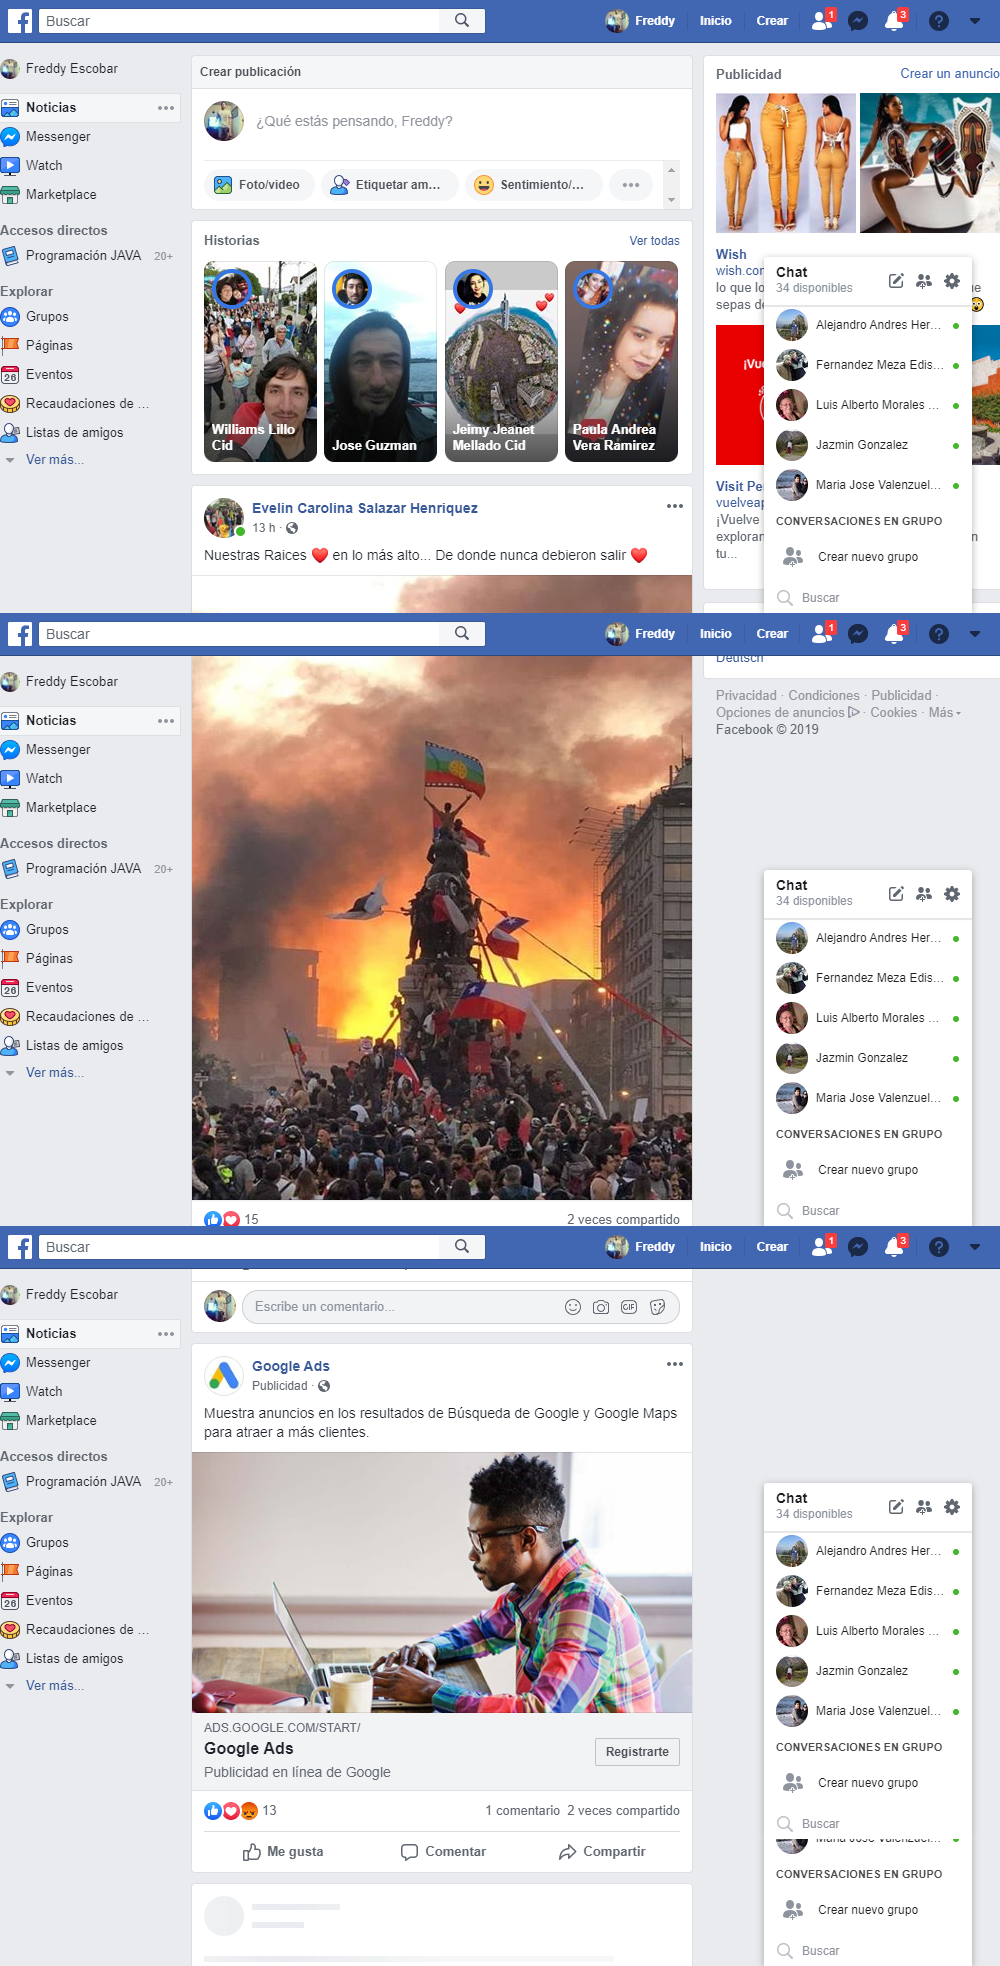 Buscar
Freddy
Inicio
Crear
1
3
Freddy Escobar
Noticias
Messenger
Watch
Marketplace
Accesos directos
Programación JAVA 20+
Explorar
Grupos
Páginas
26 Eventos
Recaudaciones de ...
Listas de amigos
Ver más...
Crear publicación
¿Qué estás pensando, Freddy?
Foto/video
Etiquetar am...
Sentimiento/...
Historias
Ver todas
Williams Lillo
Cid
Jose Guzman
Jeimy Jeanet
Mellado Cid
Paula Andrea
Vera Ramirez
Evelin Carolina Salazar Henriquez
13 h ·
Nuestras Raices ❤ en lo más alto... De donde nunca debieron salir ❤
Publicidad
Crear un anuncio
Wish
wish.com
lo que lo
sepas de
¡Vu
Visit Pe
vuelveap
¡Vuelve
exploran
tu...
Chat
34 disponibles
Alejandro Andres Her...
Fernandez Meza Edis...
Luis Alberto Morales ...
Jazmin Gonzalez
Maria Jose Valenzuel...
CONVERSACIONES EN GRUPO
Crear nuevo grupo
Buscar
Buscar
Freddy
Inicio
Crear
1
3
Freddy Escobar
Noticias
Messenger
Watch
Marketplace
Accesos directos
Programación JAVA 20+
Explorar
Grupos
Páginas
26 Eventos
Recaudaciones de ...
Listas de amigos
Ver más...
15
2 veces compartido
Deutsch
Privacidad · Condiciones · Publicidad ·
Opciones de anuncios · Cookies · Más
Facebook © 2019
Chat
34 disponibles
Alejandro Andres Her...
Fernandez Meza Edis...
Luis Alberto Morales ...
Jazmin Gonzalez
Maria Jose Valenzuel...
CONVERSACIONES EN GRUPO
Crear nuevo grupo
Buscar
Buscar
Freddy
Inicio
Crear
1
3
Freddy Escobar
Noticias
Messenger
Watch
Marketplace
Accesos directos
Programación JAVA 20+
Explorar
Grupos
Páginas
26 Eventos
Recaudaciones de ...
Listas de amigos
Ver más...
Escribe un comentario...
GIF
Google Ads
Publicidad ·
Muestra anuncios en los resultados de Búsqueda de Google y Google Maps
para atraer a más clientes.
ADS.GOOGLE.COM/START/
Google Ads
Publicidad en línea de Google
Registrarte
13
1 comentario 2 veces compartido
Me gusta
Comentar
Compartir
Chat
34 disponibles
Alejandro Andres Her...
Fernandez Meza Edis...
Luis Alberto Morales ...
Jazmin Gonzalez
Maria Jose Valenzuel...
CONVERSACIONES EN GRUPO
Crear nuevo grupo
Buscar
Maria Jose Valenzuel...
CONVERSACIONES EN GRUPO
Crear nuevo grupo
Buscar